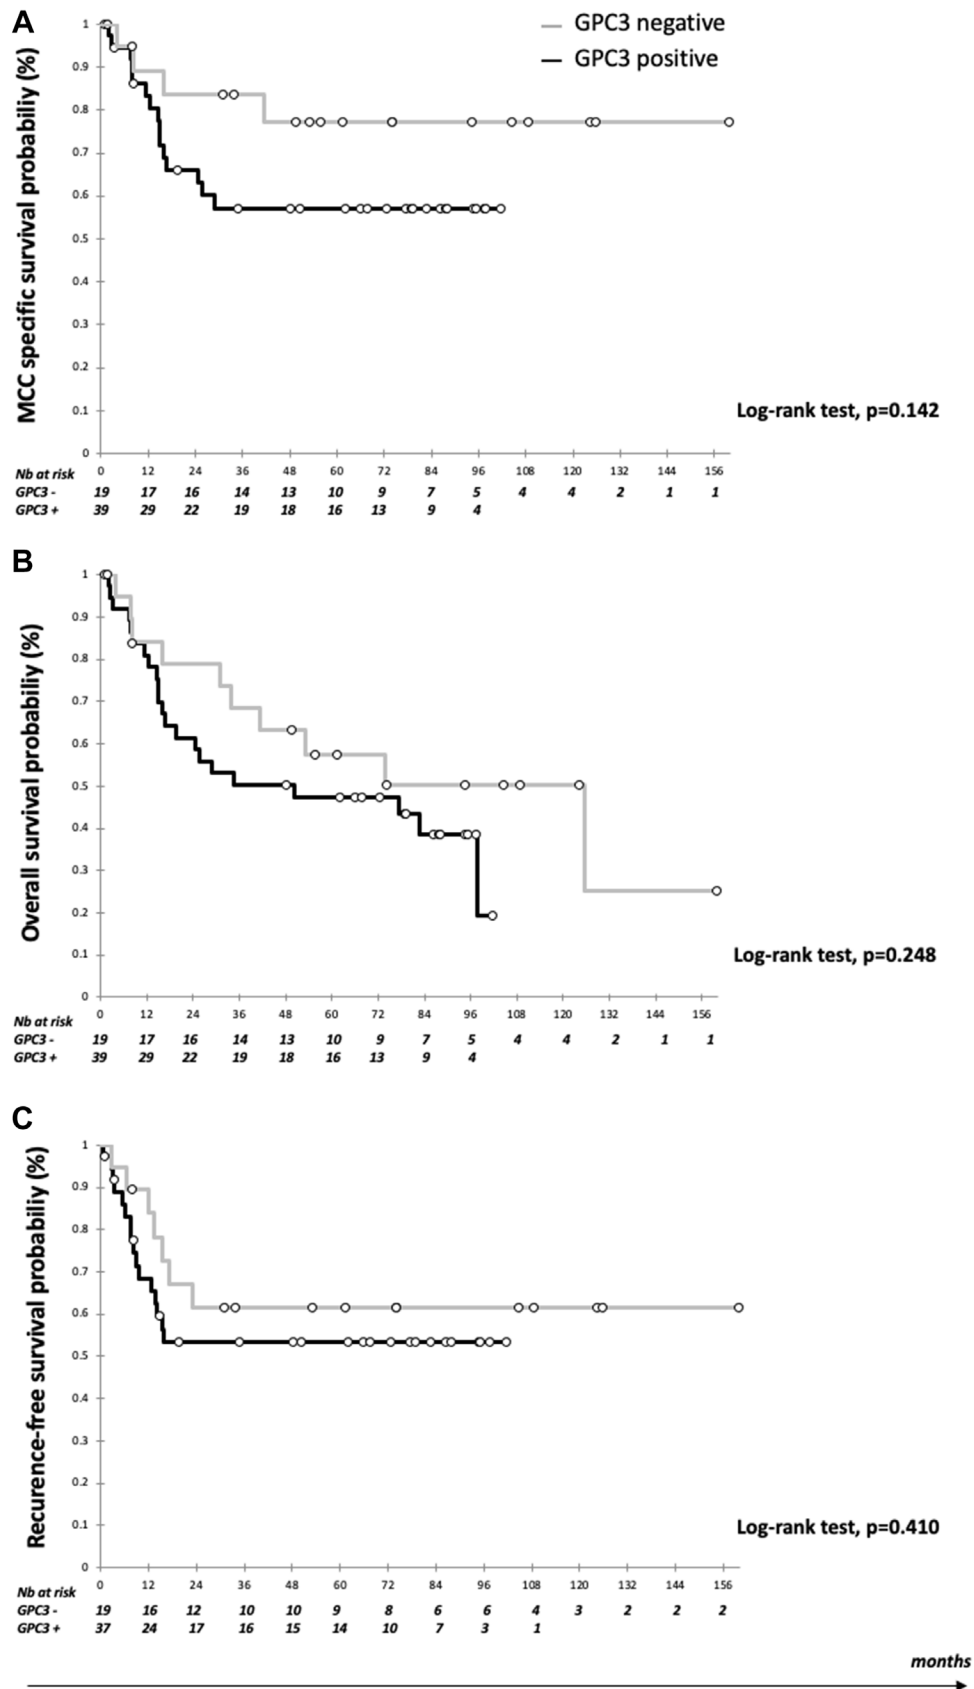 A
GPC3 negative
GPC3 positive
MCC specific survival probabiliy (%)
1
0.9
0.8
0.7
0.6
0.5
0.4
0.3
0.2
0.1
0
Log-rank test, p=0.142
0 12 24 36 48 60 72 84 96 108 120 132 144 156
Nb at risk
GPC3 - 19 17 16 14 13 10 9 7 5 4 4 2 1 1
GPC3 + 39 29 22 19 18 16 13 9 4
B
Overall survival probabiliy (%)
1
0.9
0.8
0.7
0.6
0.5
0.4
0.3
0.2
0.1
0
Log-rank test, p=0.248
0 12 24 36 48 60 72 84 96 108 120 132 144 156
Nb at risk
GPC3 - 19 17 16 14 13 10 9 7 5 4 4 2 1 1
GPC3 + 39 29 22 19 18 16 13 9 4
C
Recurence-free survival probabiliy (%)
1
0.9
0.8
0.7
0.6
0.5
0.4
0.3
0.2
0.1
0
Log-rank test, p=0.410
0 12 24 36 48 60 72 84 96 108 120 132 144 156
Nb at risk
GPC3 - 19 16 12 10 10 9 8 6 6 4 3 2 2 2
GPC3 + 37 24 17 16 15 14 10 7 3 1
months